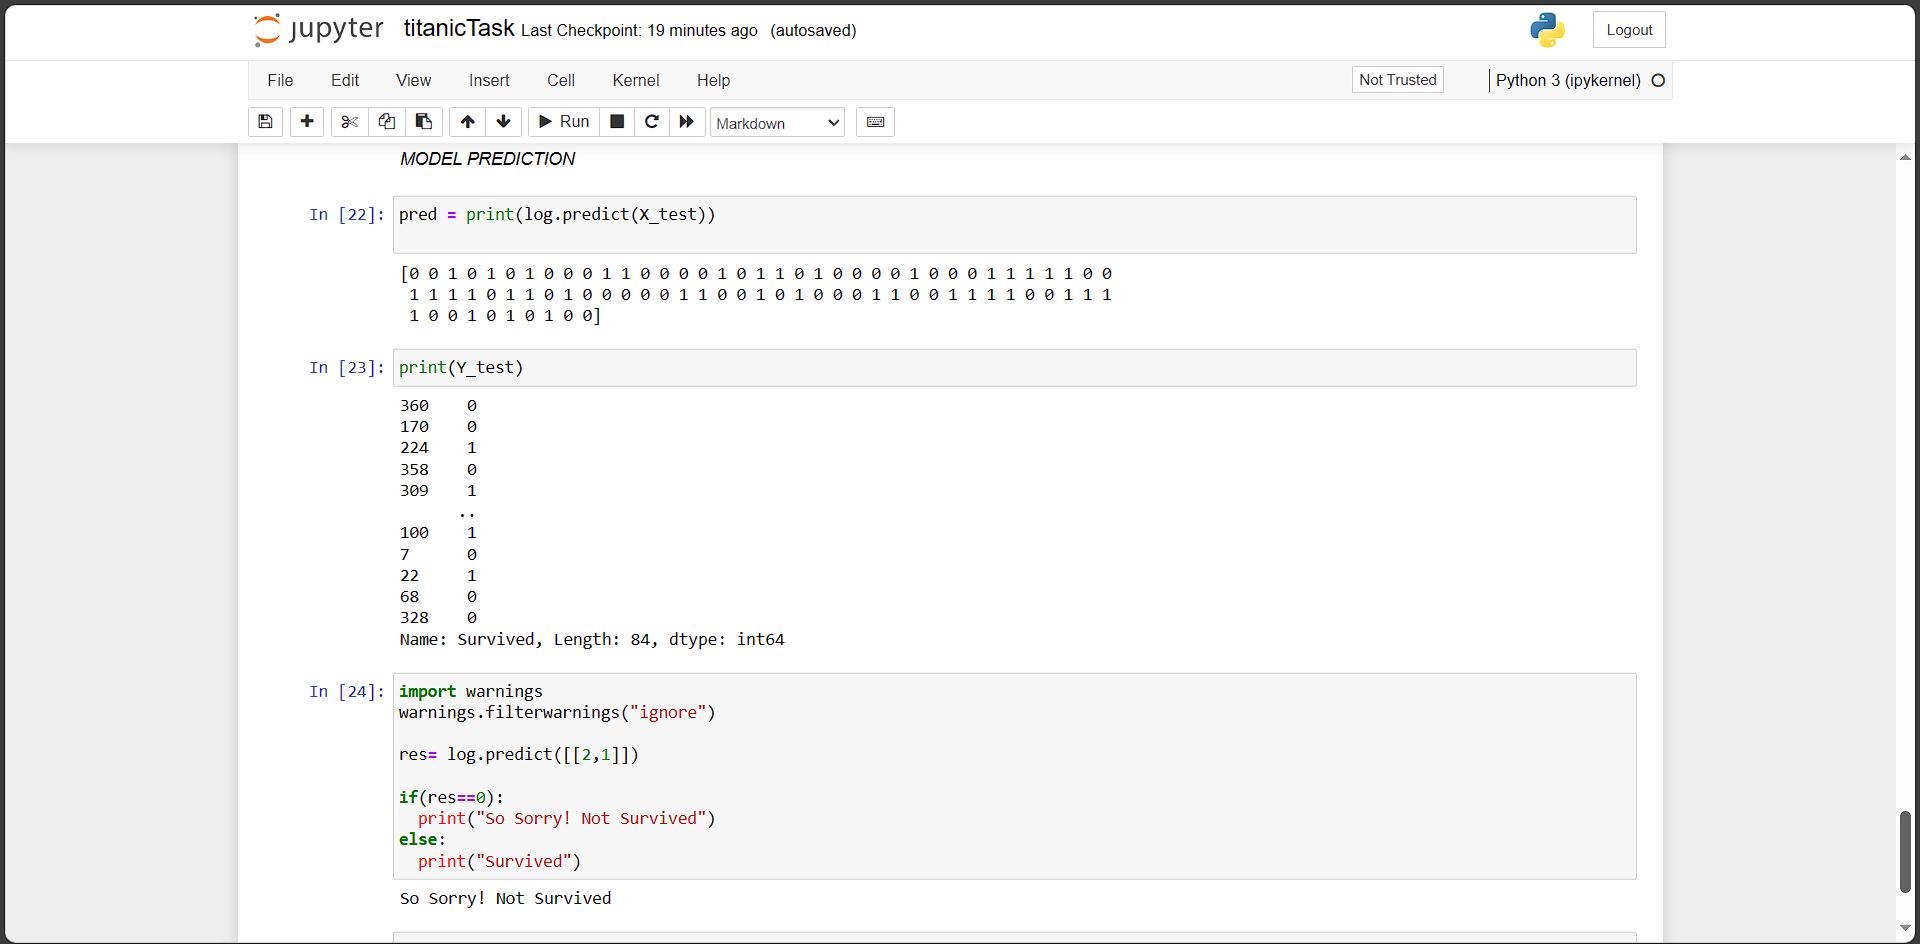 jupyter titanicTask Last Checkpoint: 19 minutes ago (autosaved) Logout
File Edit View Insert Cell Kernel Help Not Trusted Python 3 (ipykernel)
Run Markdown
MODEL PREDICTION
In [22]: pred = print(log.predict(X_test))
[0 0 1 0 1 0 1 0 0 0 1 1 0 0 0 0 1 0 1 1 0 1 0 0 0 0 1 0 0 0 1 1 1 1 1 0 0
1 1 1 1 0 1 1 0 1 0 0 0 0 0 1 1 0 0 1 0 1 0 0 0 1 1 0 0 1 1 1 1 0 0 1 1 1
1 0 0 1 0 1 0 1 0 0]
In [23]: print(Y_test)
360 0
170 0
224 1
358 0
309 1
..
100 1
7 0
22 1
68 0
328 0
Name: Survived, Length: 84, dtype: int64
In [24]: import warnings
warnings.filterwarnings("ignore")
res= log.predict([[2,1]])
if(res==0):
print("So Sorry! Not Survived")
else:
print("Survived")
So Sorry! Not Survived